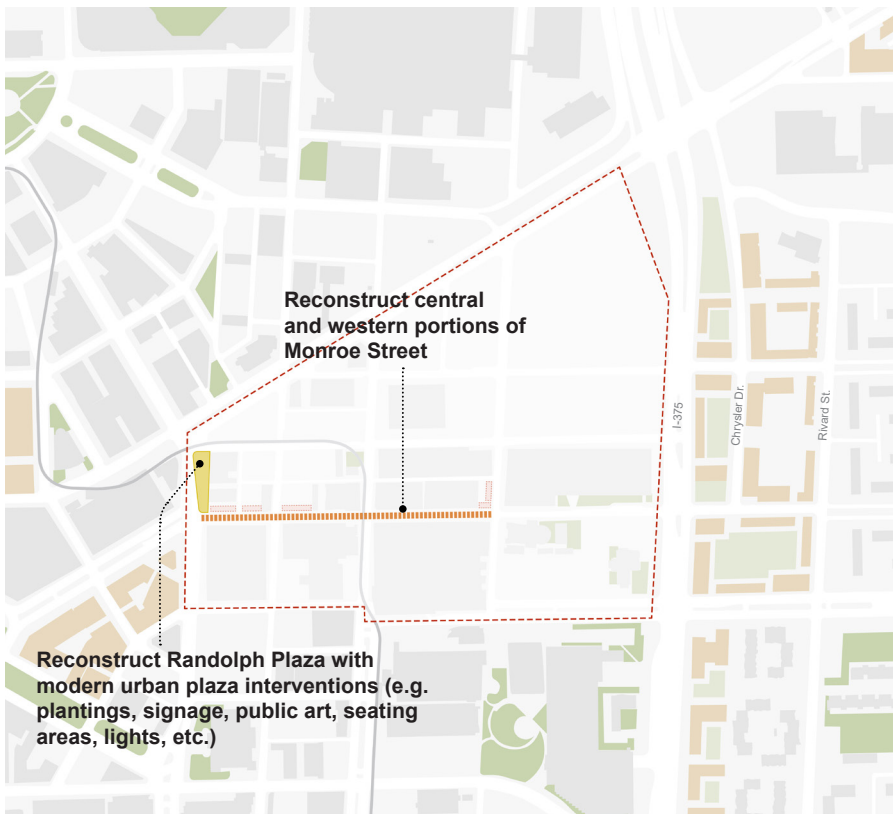 Reconstruct central
and western portions of
Monroe Street
I-375
Chrysler Dr.
Rivard St.
Reconstruct Randolph Plaza with
modern urban plaza interventions (e.g.
plantings, signage, public art, seating
areas, lights, etc.)